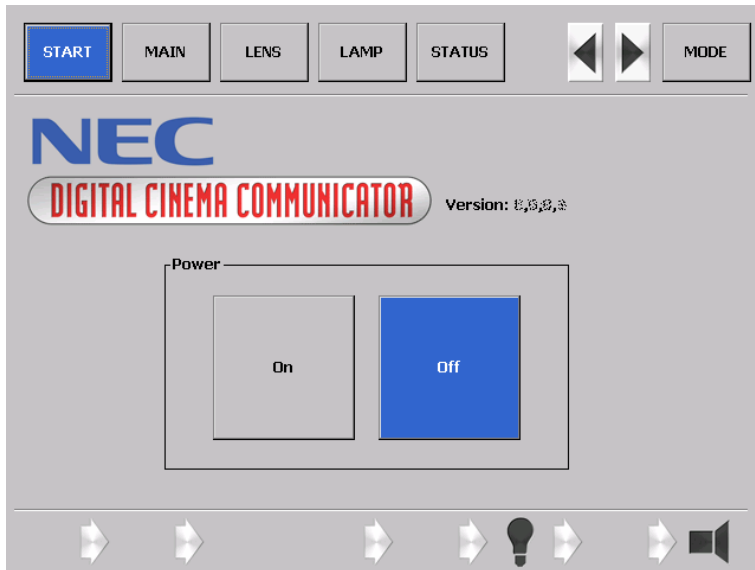 START MAIN LENS LAMP STATUS MODE
NEC
DIGITAL CINEMA COMMUNICATOR
Version:
Power
On Off